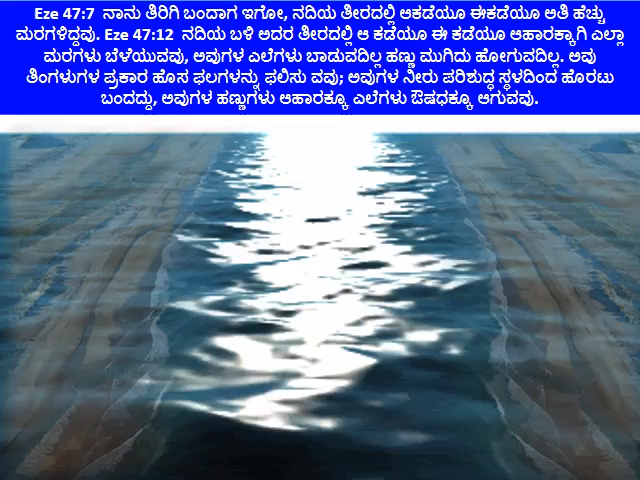 Eze 47:7  ನಾನು ತಿರಿಗಿ ಬಂದಾಗ ಇಗೋ, ನದಿಯ ತೀರದಲ್ಲಿ ಆಕಡೆಯೂ ಈಕಡೆಯೂ ಅತಿ ಹೆಚ್ಚು
ಮರಗಳಿದ್ದವು. Eze 47:12  ನದಿಯ ಬಳಿ ಅದರ ತೀರದಲ್ಲಿ ಆ ಕಡೆಯೂ ಈ ಕಡೆಯೂ ಆಹಾರಕ್ಕಾಗಿ ಎಲ್ಲಾ
ಮರಗಳು ಬೆಳೆಯುವವು, ಅವುಗಳ ಎಲೆಗಳು ಬಾಡುವದಿಲ್ಲ ಹಣ್ಣು ಮುಗಿದು ಹೋಗುವದಿಲ್ಲ. ಅವು
ತಿಂಗಳುಗಳ ಪ್ರಕಾರ ಹೊಸ ಫಲಗಳನ್ನು ಫಲಿಸು ವವು; ಅವುಗಳ ನೀರು ಪರಿಶುದ್ಧ ಸ್ಥಳದಿಂದ ಹೊರಟು
ಬಂದದ್ದು, ಅವುಗಳ ಹಣ್ಣುಗಳು ಆಹಾರಕ್ಕೂ ಎಲೆಗಳು ಔಷಧಕ್ಕೂ ಆಗುವವು.